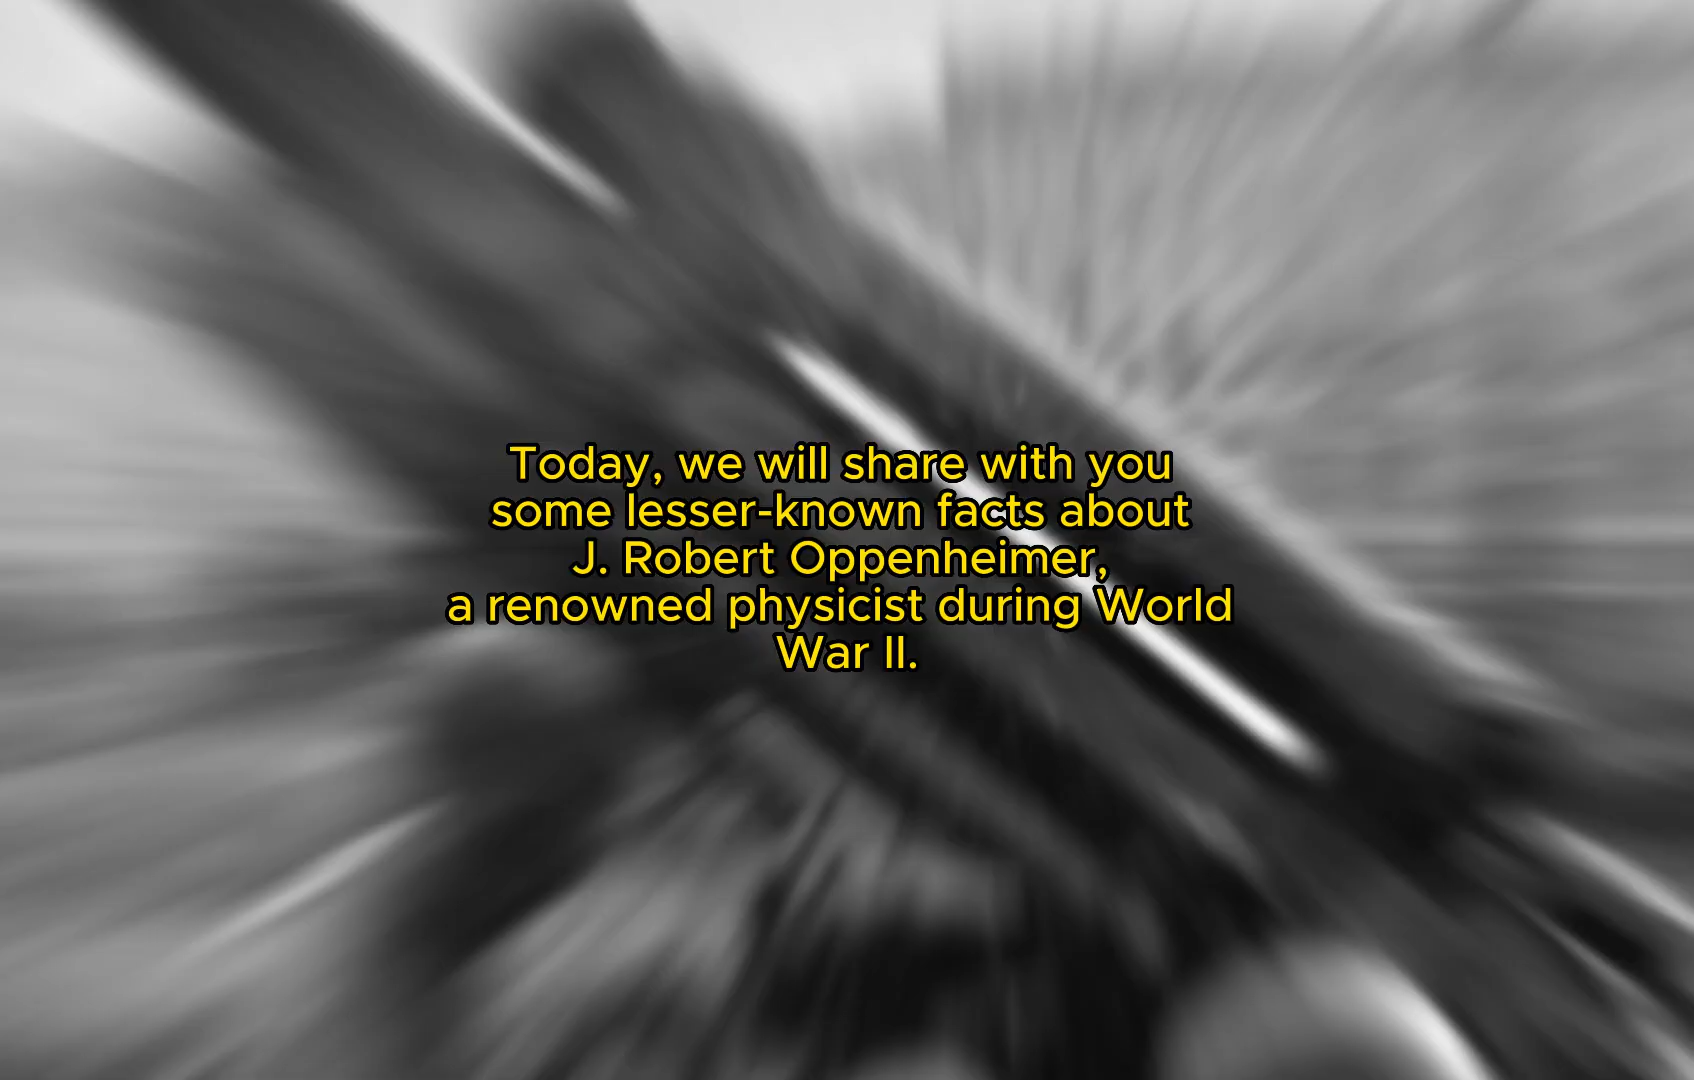 Today, we will share with you
some lesser-known facts about
J. Robert Oppenheimer,
a renowned physicist during World
War II.